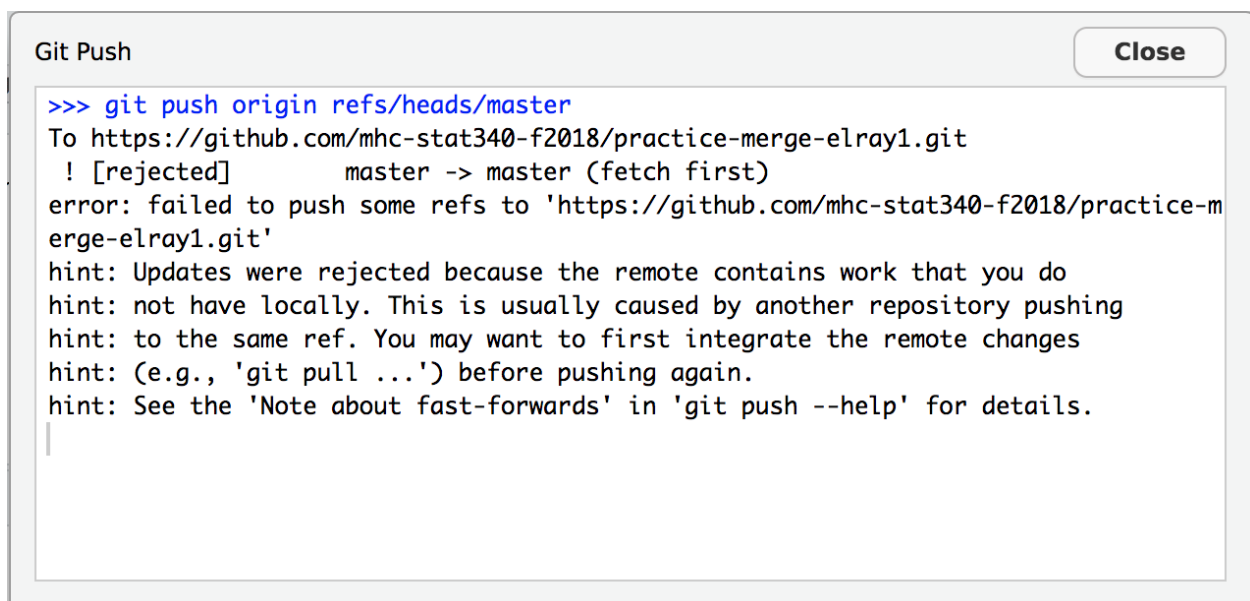 Git Push
Close
>>> git push origin refs/heads/master
To https://github.com/mhc-stat340-f2018/practice-merge-elray1.git
 ! [rejected]        master -> master (fetch first)
error: failed to push some refs to 'https://github.com/mhc-stat340-f2018/practice-m
erge-elray1.git'
hint: Updates were rejected because the remote contains work that you do
hint: not have locally. This is usually caused by another repository pushing
hint: to the same ref. You may want to first integrate the remote changes
hint: (e.g., 'git pull ...') before pushing again.
hint: See the 'Note about fast-forwards' in 'git push --help' for details.